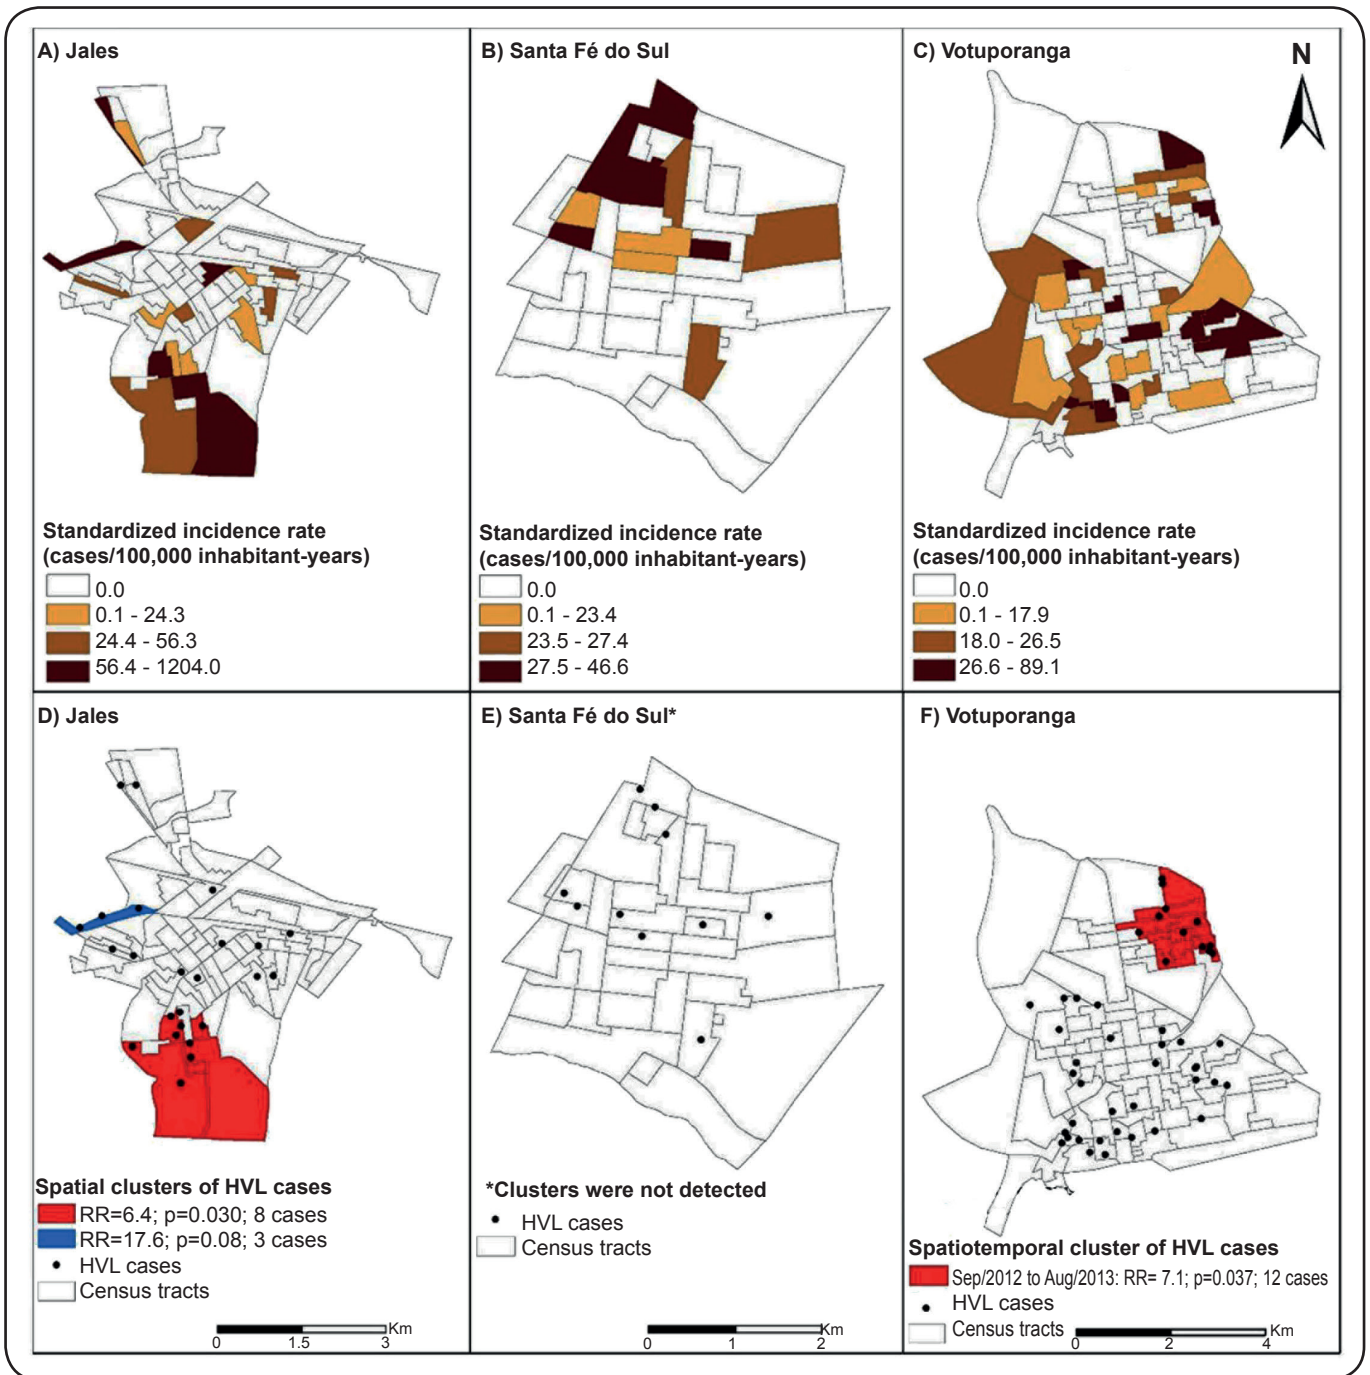 A) Jales
B) Santa Fé do Sul
C) Votuporanga
N
Standardized incidence rate
(cases/100,000 inhabitant-years)
0.0
0.1 - 24.3
24.4 - 56.3
56.4 - 1204.0
Standardized incidence rate
(cases/100,000 inhabitant-years)
0.0
0.1 - 23.4
23.5 - 27.4
27.5 - 46.6
Standardized incidence rate
(cases/100,000 inhabitant-years)
0.0
0.1 - 17.9
18.0 - 26.5
26.6 - 89.1
D) Jales
E) Santa Fé do Sul*
F) Votuporanga
Spatial clusters of HVL cases
RR=6.4; p=0.030; 8 cases
RR=17.6; p=0.08; 3 cases
HVL cases
Census tracts
0 1.5 3 Km
*Clusters were not detected
HVL cases
Census tracts
0 1 2 Km
Spatiotemporal cluster of HVL cases
Sep/2012 to Aug/2013: RR= 7.1; p=0.037; 12 cases
HVL cases
Census tracts
0 2 4 Km